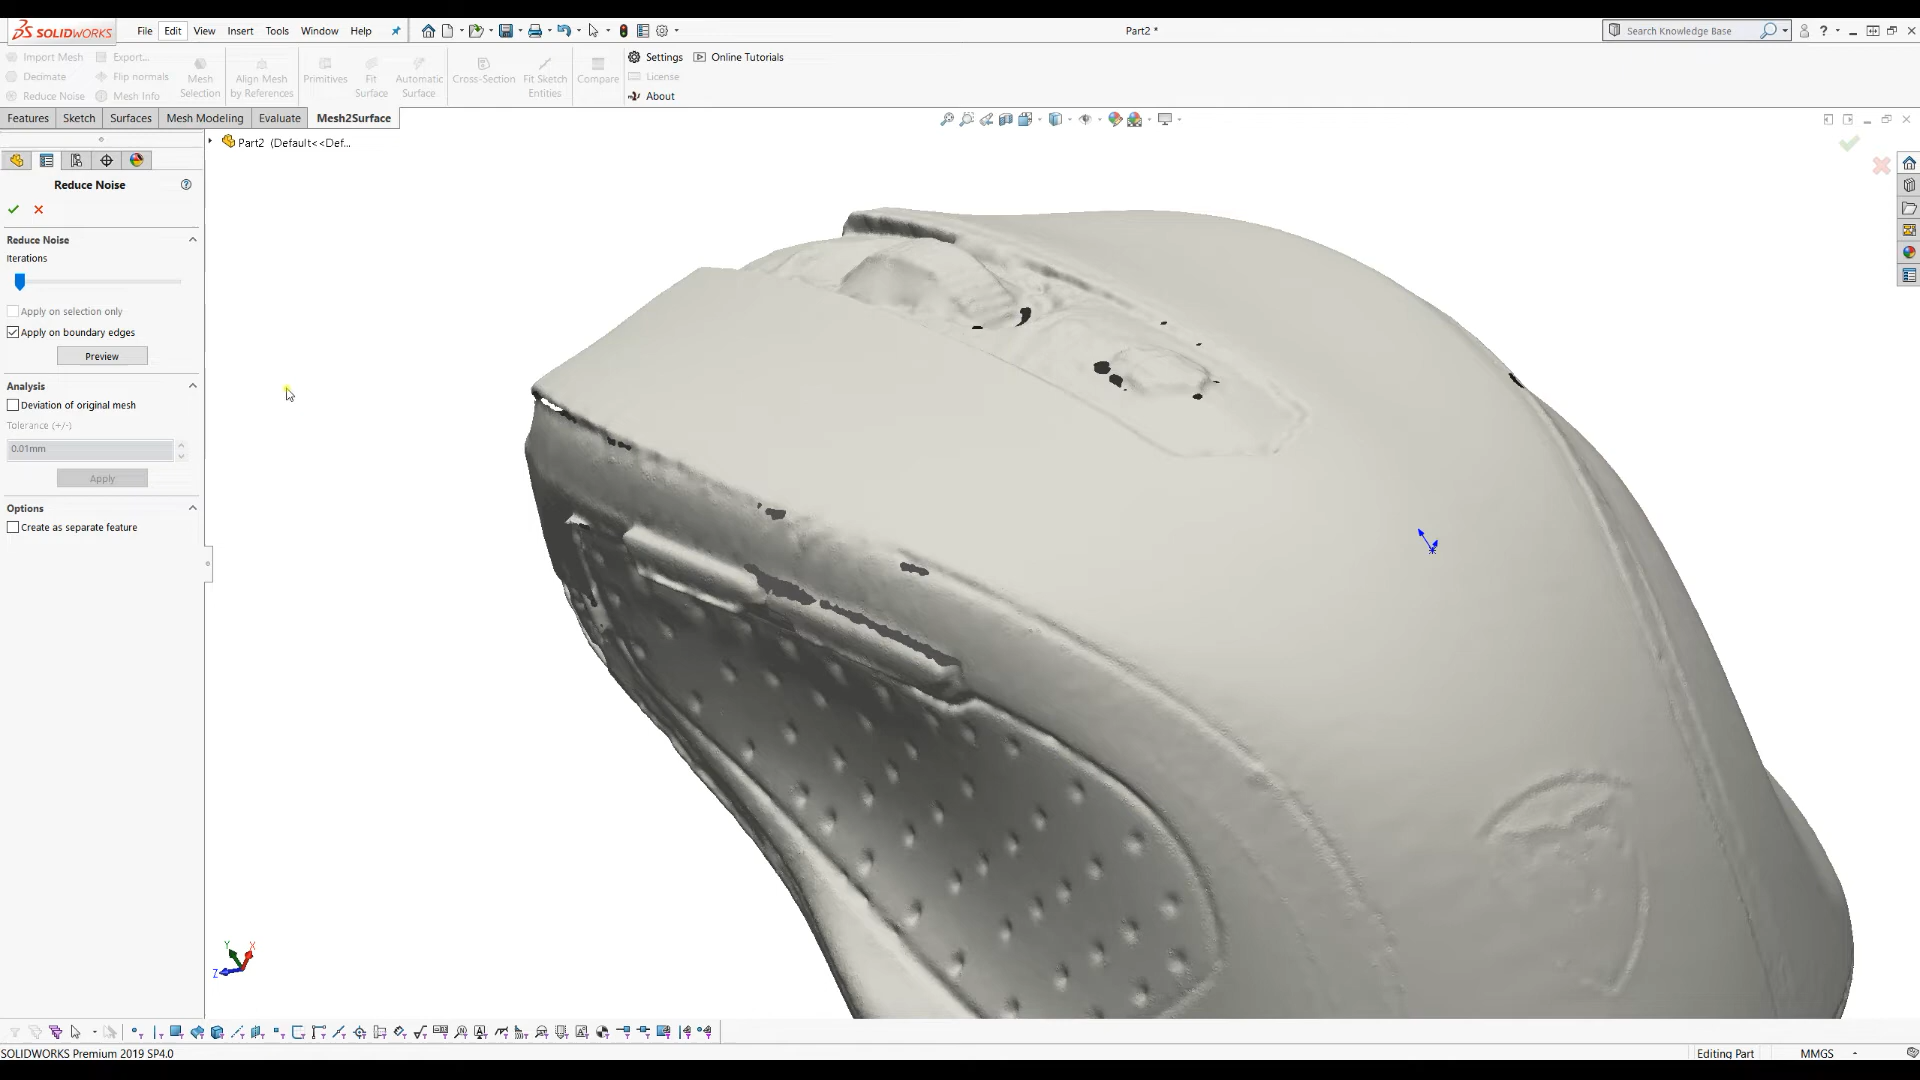 SOLIDWORKS File Edit View Insert Tools Window Help Part2 * Search Knowledge Base ?
Import Mesh Export...
Decimate Flip normals
Reduce Noise Mesh Info
Mesh Selection
Align Mesh by References
Primitives
Fit Surface
Automatic Surface
Cross-Section
Fit Sketch Entities
Compare
Settings Online Tutorials
License
About
Features Sketch Surfaces Mesh Modeling Evaluate Mesh2Surface
Part2 (Default<<Def...
Reduce Noise ?
Reduce Noise
Iterations
Apply on selection only
Apply on boundary edges
Preview
Analysis
Deviation of original mesh
Tolerance (+/-)
0.01mm
Apply
Options
Create as separate feature
Y X
Z
SOLIDWORKS Premium 2019 SP4.0 Editing Part MMGS